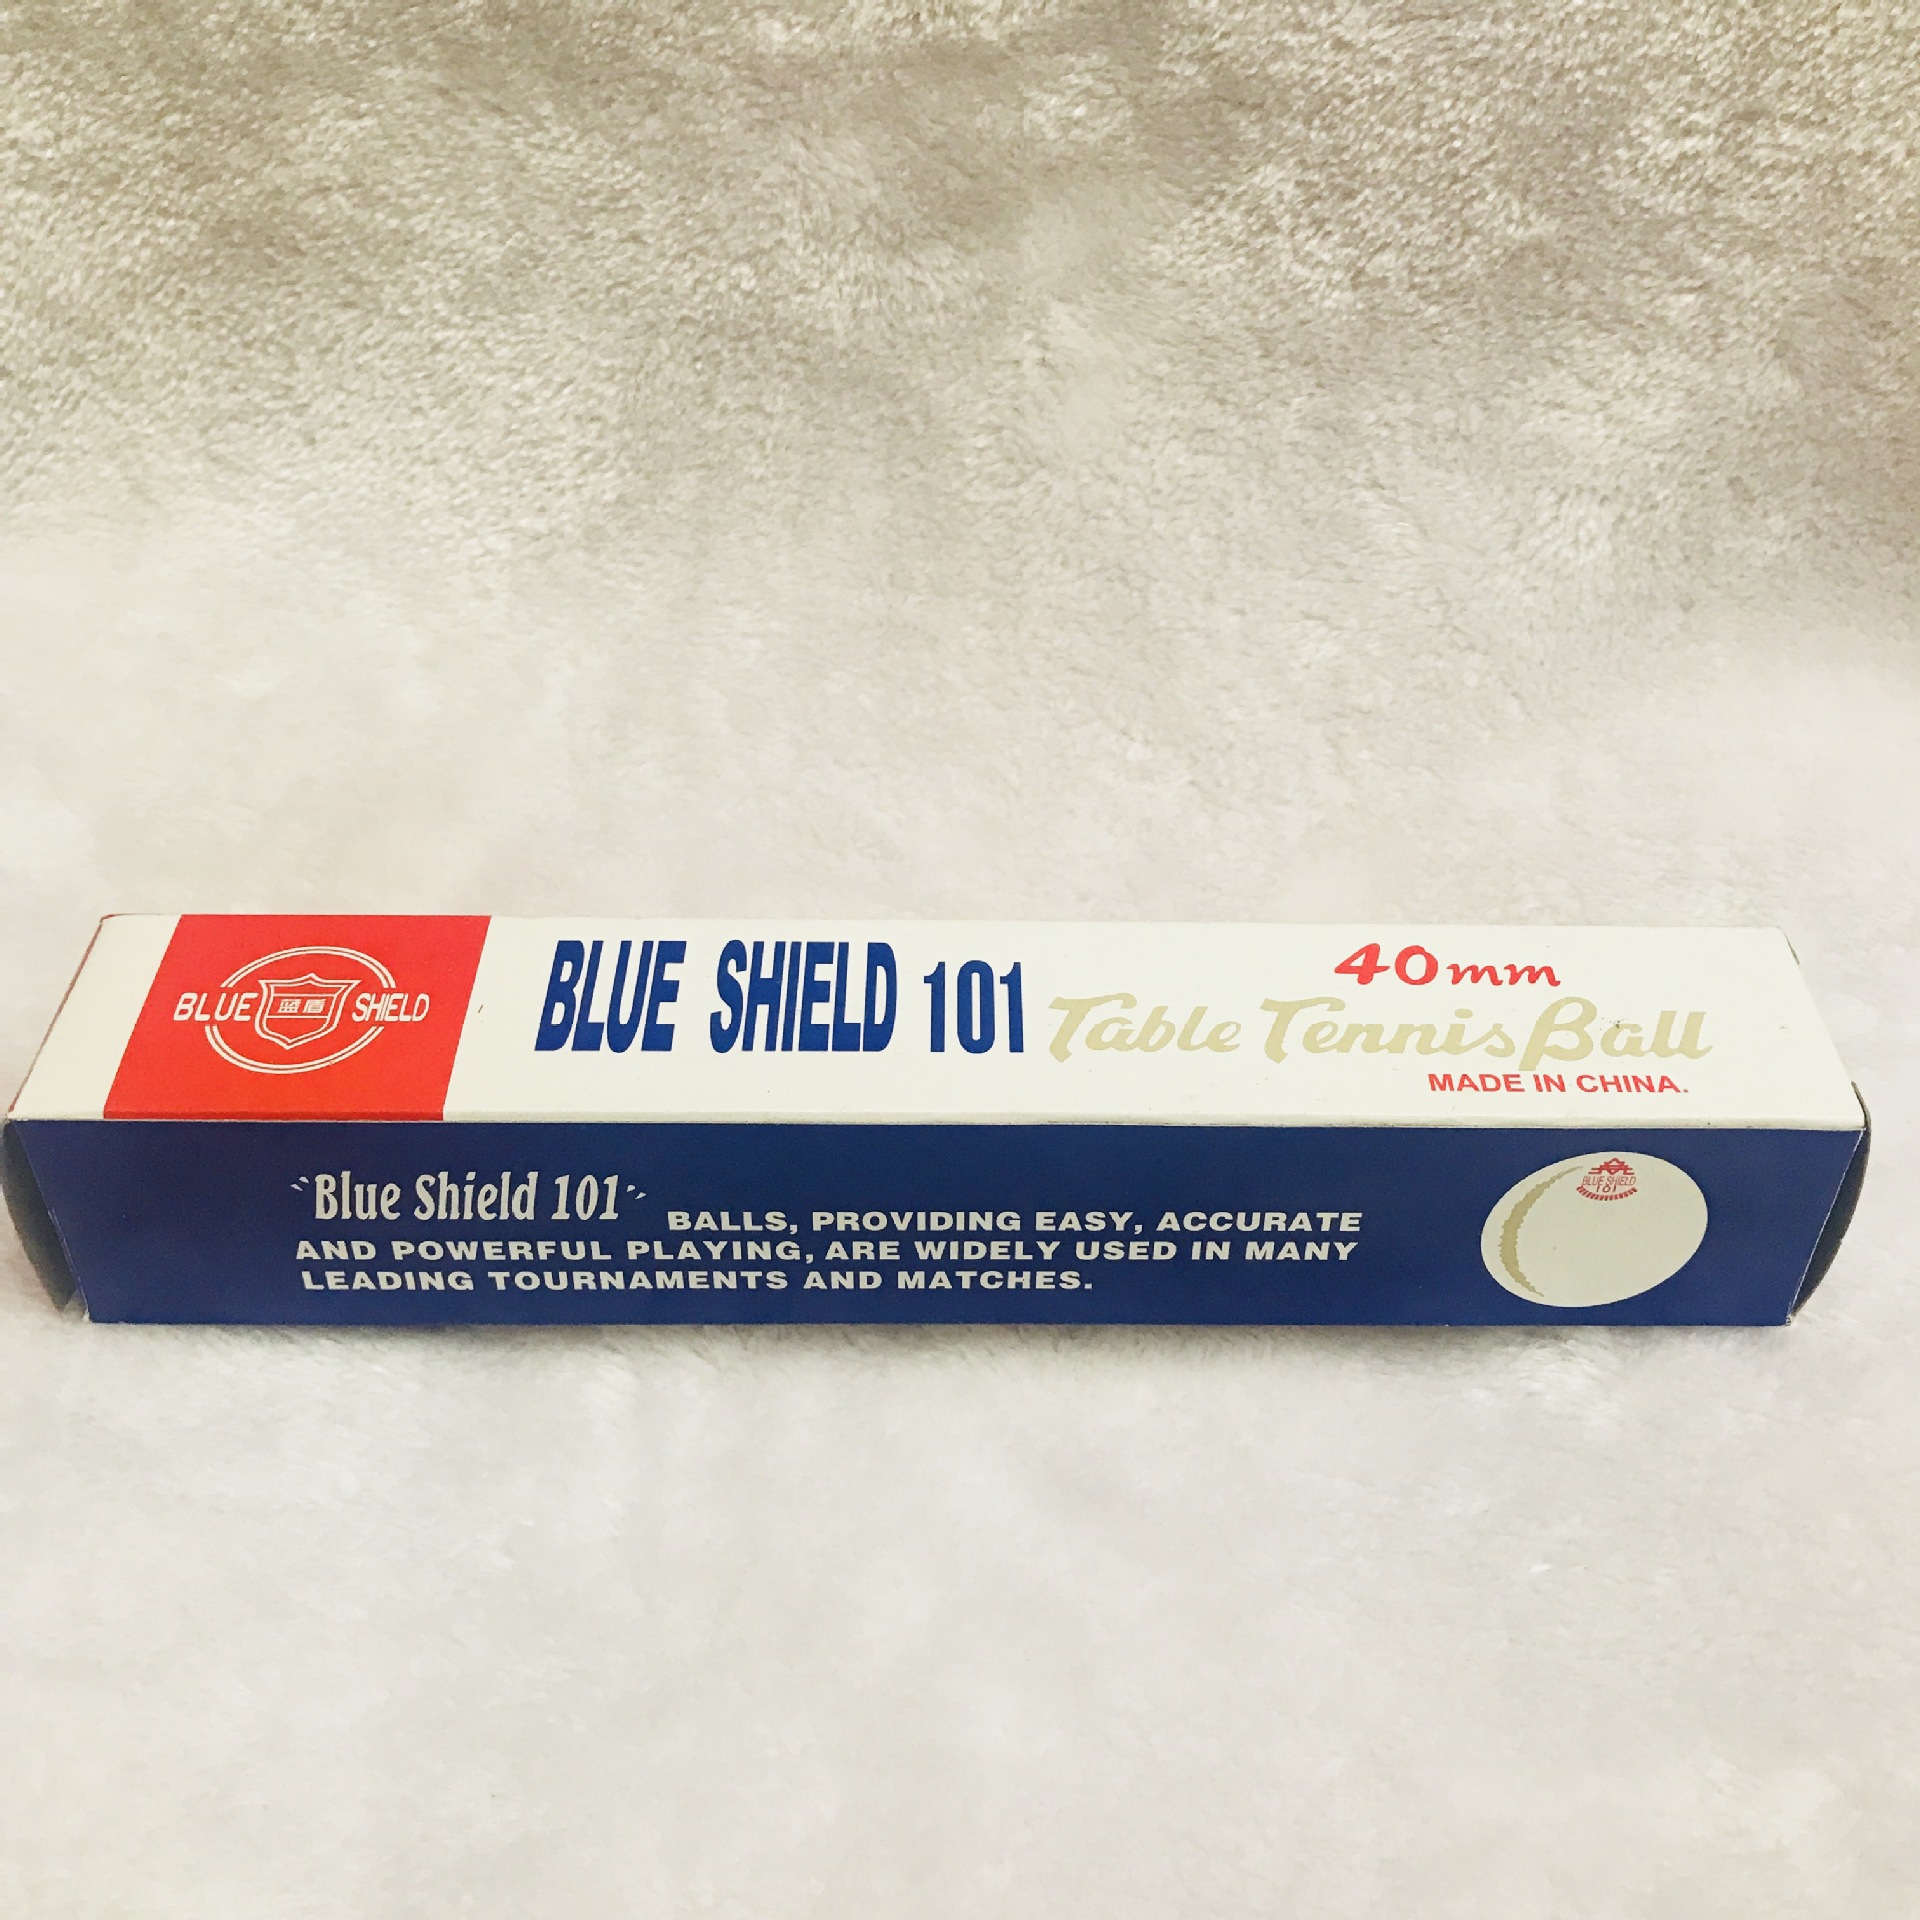 BLUE 蓝盾 SHIELD
BLUE SHIELD 101
40mm
Table Tennis Ball
MADE IN CHINA.
"Blue Shield 101" BALLS, PROVIDING EASY, ACCURATE
AND POWERFUL PLAYING, ARE WIDELY USED IN MANY
LEADING TOURNAMENTS AND MATCHES.
BLUE SHIELD
101